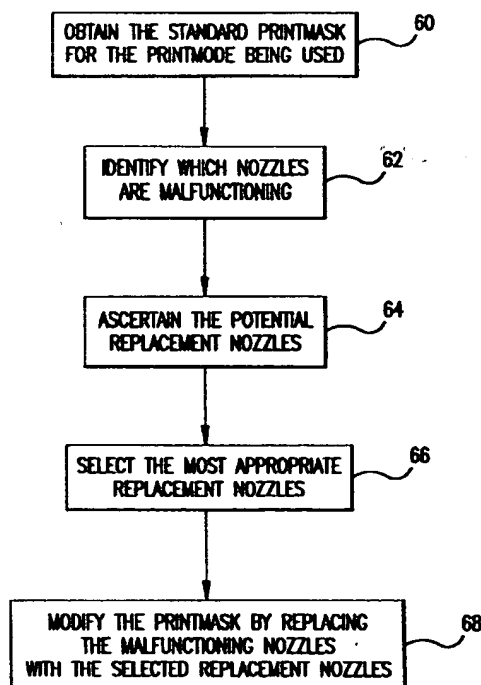 OBTAIN THE STANDARD PRINTMASK
FOR THE PRINTMODE BEING USED
60
IDENTIFY WHICH NOZZLES
ARE MALFUNCTIONING
62
ASCERTAIN THE POTENTIAL
REPLACEMENT NOZZLES
64
SELECT THE MOST APPROPRIATE
REPLACEMENT NOZZLES
66
MODIFY THE PRINTMASK BY REPLACING
THE MALFUNCTIONING NOZZLES
WITH THE SELECTED REPLACEMENT NOZZLES
68